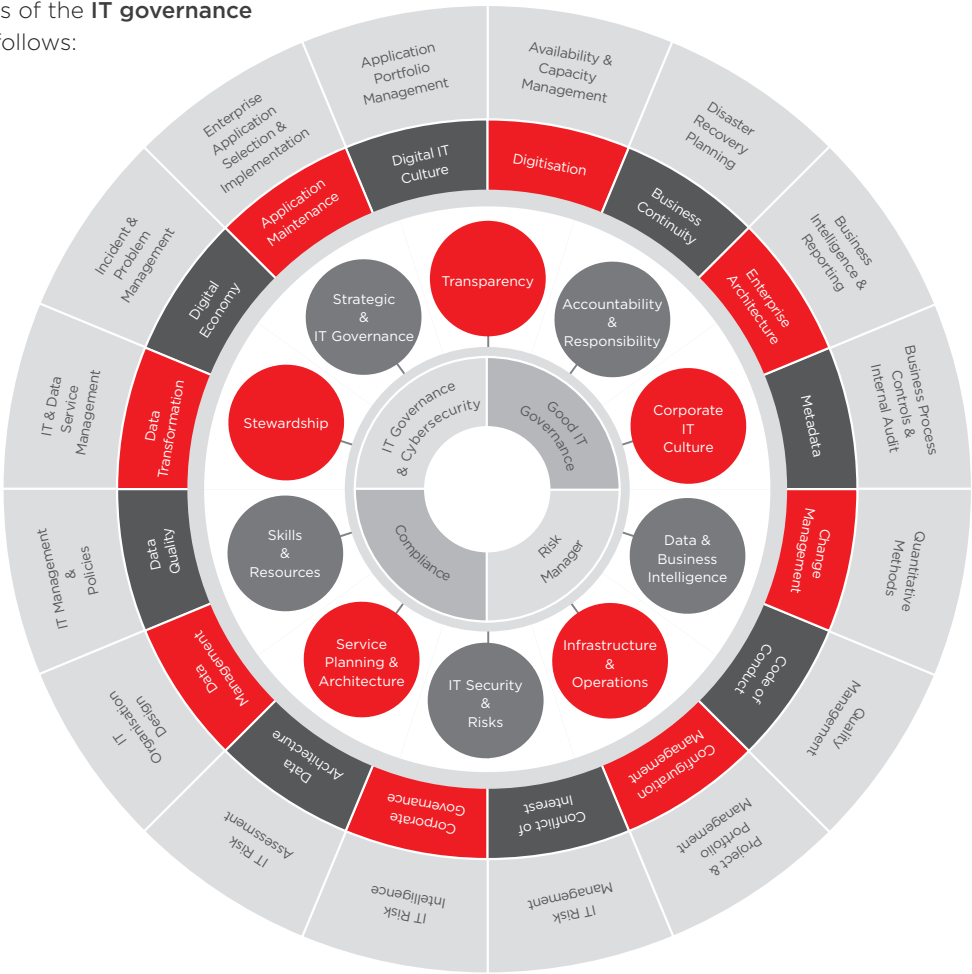 s of the IT governance
follows:
Availability &
Capacity
Management
Disaster
Recovery
Planning
Business
Intelligence &
Reporting
Business Process
Controls &
Internal Audit
Quantitative
Methods
Quality
Management
Project &
Portfolio
Management
IT Risk
Management
IT Risk
Intelligence
IT Risk
Assessment
IT
Organisation
Design
IT Management
&
Policies
IT & Data
Service
Management
Incident &
Problem
Management
Enterprise
Application
Selection &
Implementation
Application
Portfolio
Management
Digitisation
Business
Continuity
Enterprise
Architecture
Metadata
Change
Management
Code of
Conduct
Configuration
Management
Conflict of
Interest
Corporate
Governance
Data
Architecture
Data
Management
Data
Quality
Data
Transformation
Digital
Economy
Application
Maintenance
Digital IT
Culture
Transparency
Accountability
&
Responsibility
Corporate
IT
Culture
Data &
Business
Intelligence
Infrastructure
&
Operations
IT Security
&
Risks
Service
Planning &
Architecture
Skills
&
Resources
Stewardship
Strategic
&
IT Governance
Good IT
Governance
Risk
Manager
Compliance
IT Governance
& Cybersecurity